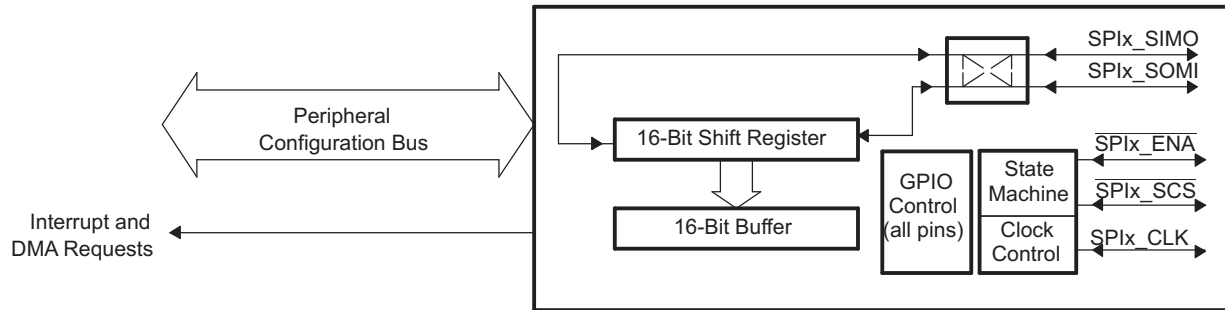 SPIx_SIMO
SPIx_SOMI
Peripheral
Configuration Bus
16-Bit Shift Register
SPIx_ENA
GPIO
Control
(all pins)
State
Machine
SPIx_SCS
Interrupt and
DMA Requests
16-Bit Buffer
Clock
Control
SPIx_CLK